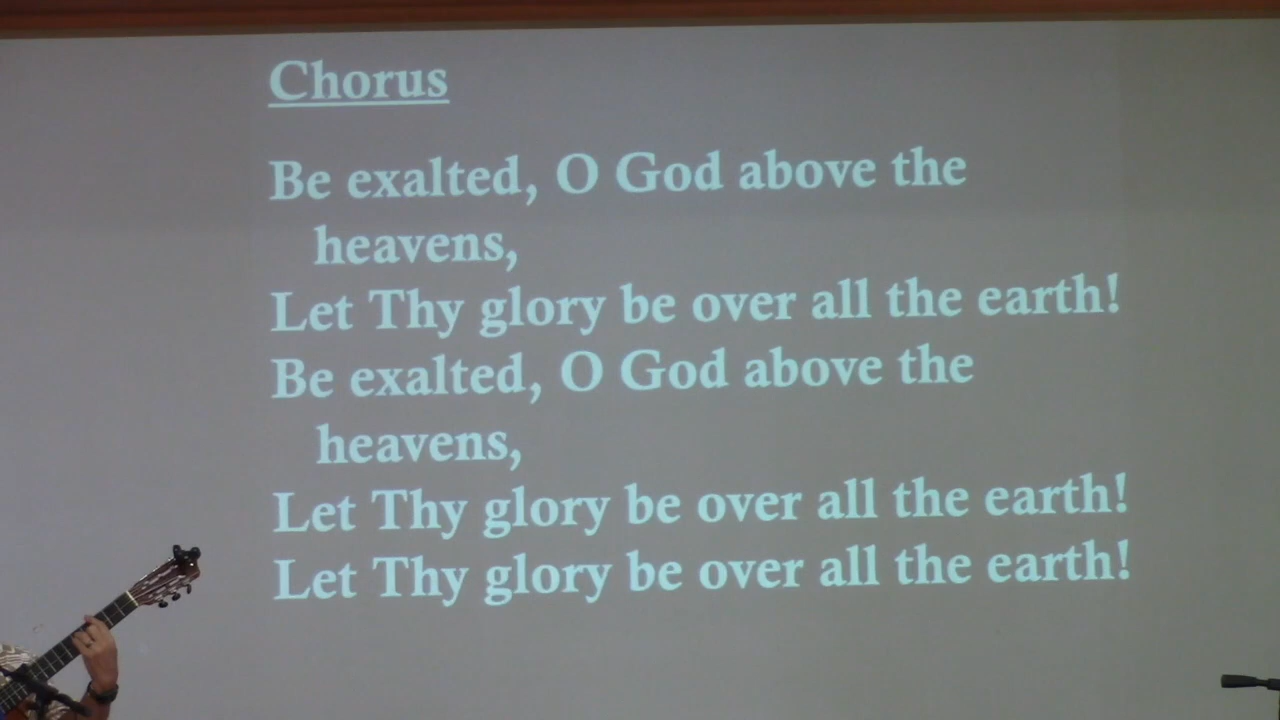 Chorus
Be exalted, O God above the
heavens,
Let Thy glory be over all the earth!
Be exalted, O God above the
heavens,
Let Thy glory be over all the earth!
Let Thy glory be over all the earth!